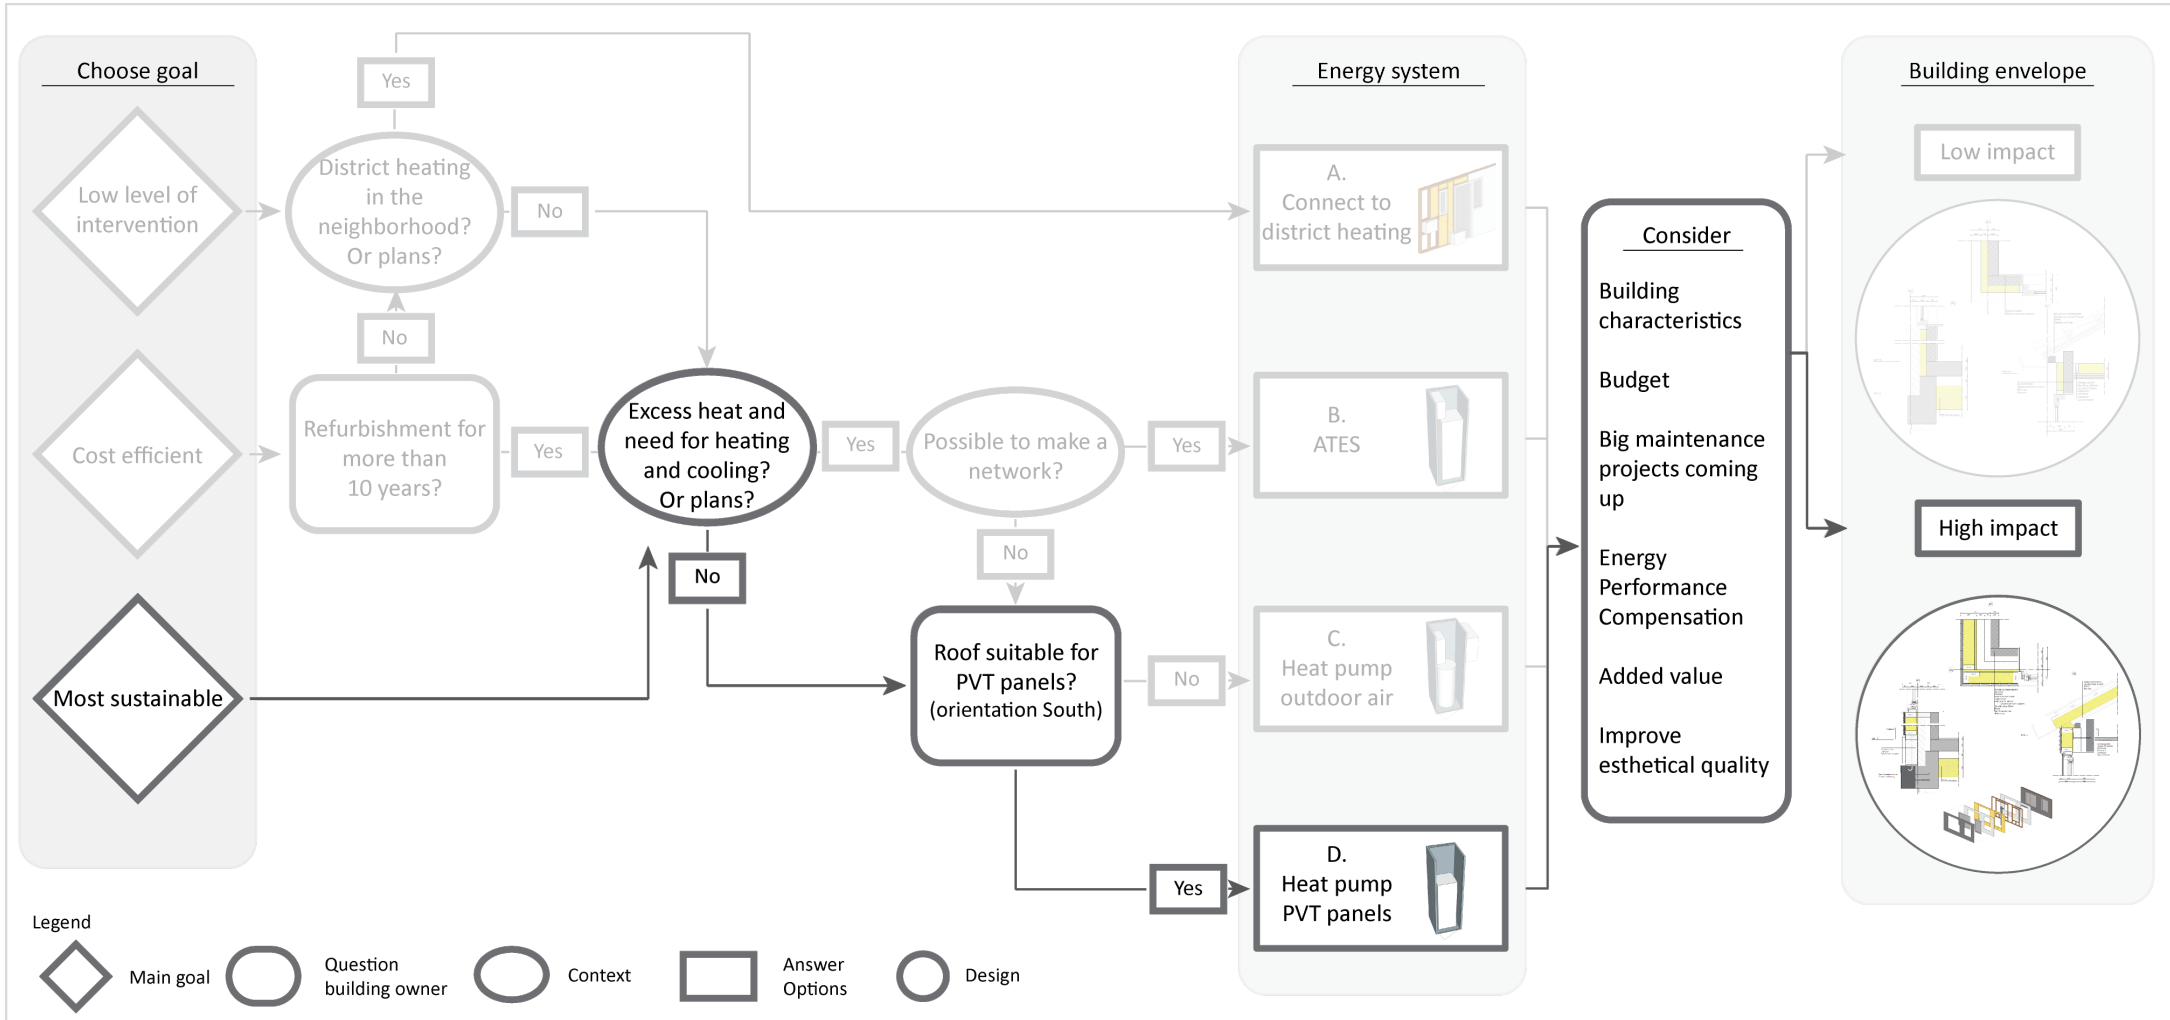 Choose goal
Low level of
intervention
Cost efficient
Most sustainable
Yes
District heating
in the
neighborhood?
Or plans?
No
No
Refurbishment for
more than
10 years?
Yes
Excess heat and
need for heating
and cooling?
Or plans?
No
Yes
Possible to make a
network?
Yes
No
Roof suitable for
PVT panels?
(orientation South)
No
Yes
Energy system
A.
Connect to
district heating
B.
ATES
C.
Heat pump
outdoor air
D.
Heat pump
PVT panels
Consider
Building
characteristics
Budget
Big maintenance
projects coming
up
Energy
Performance
Compensation
Added value
Improve
esthetical quality
Building envelope
Low impact
High impact
Legend
Main goal
Question
building owner
Context
Answer
Options
Design